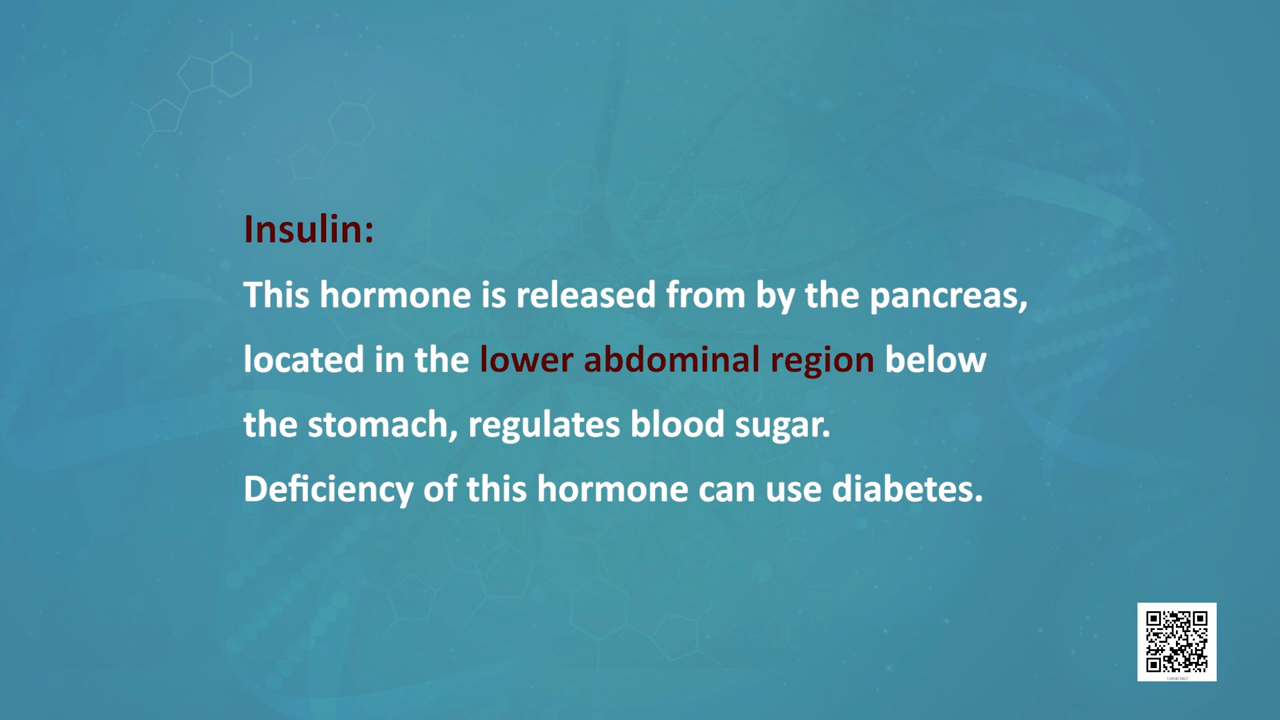 Insulin:
This hormone is released from by the pancreas,
located in the lower abdominal region below
the stomach, regulates blood sugar.
Deficiency of this hormone can use diabetes.